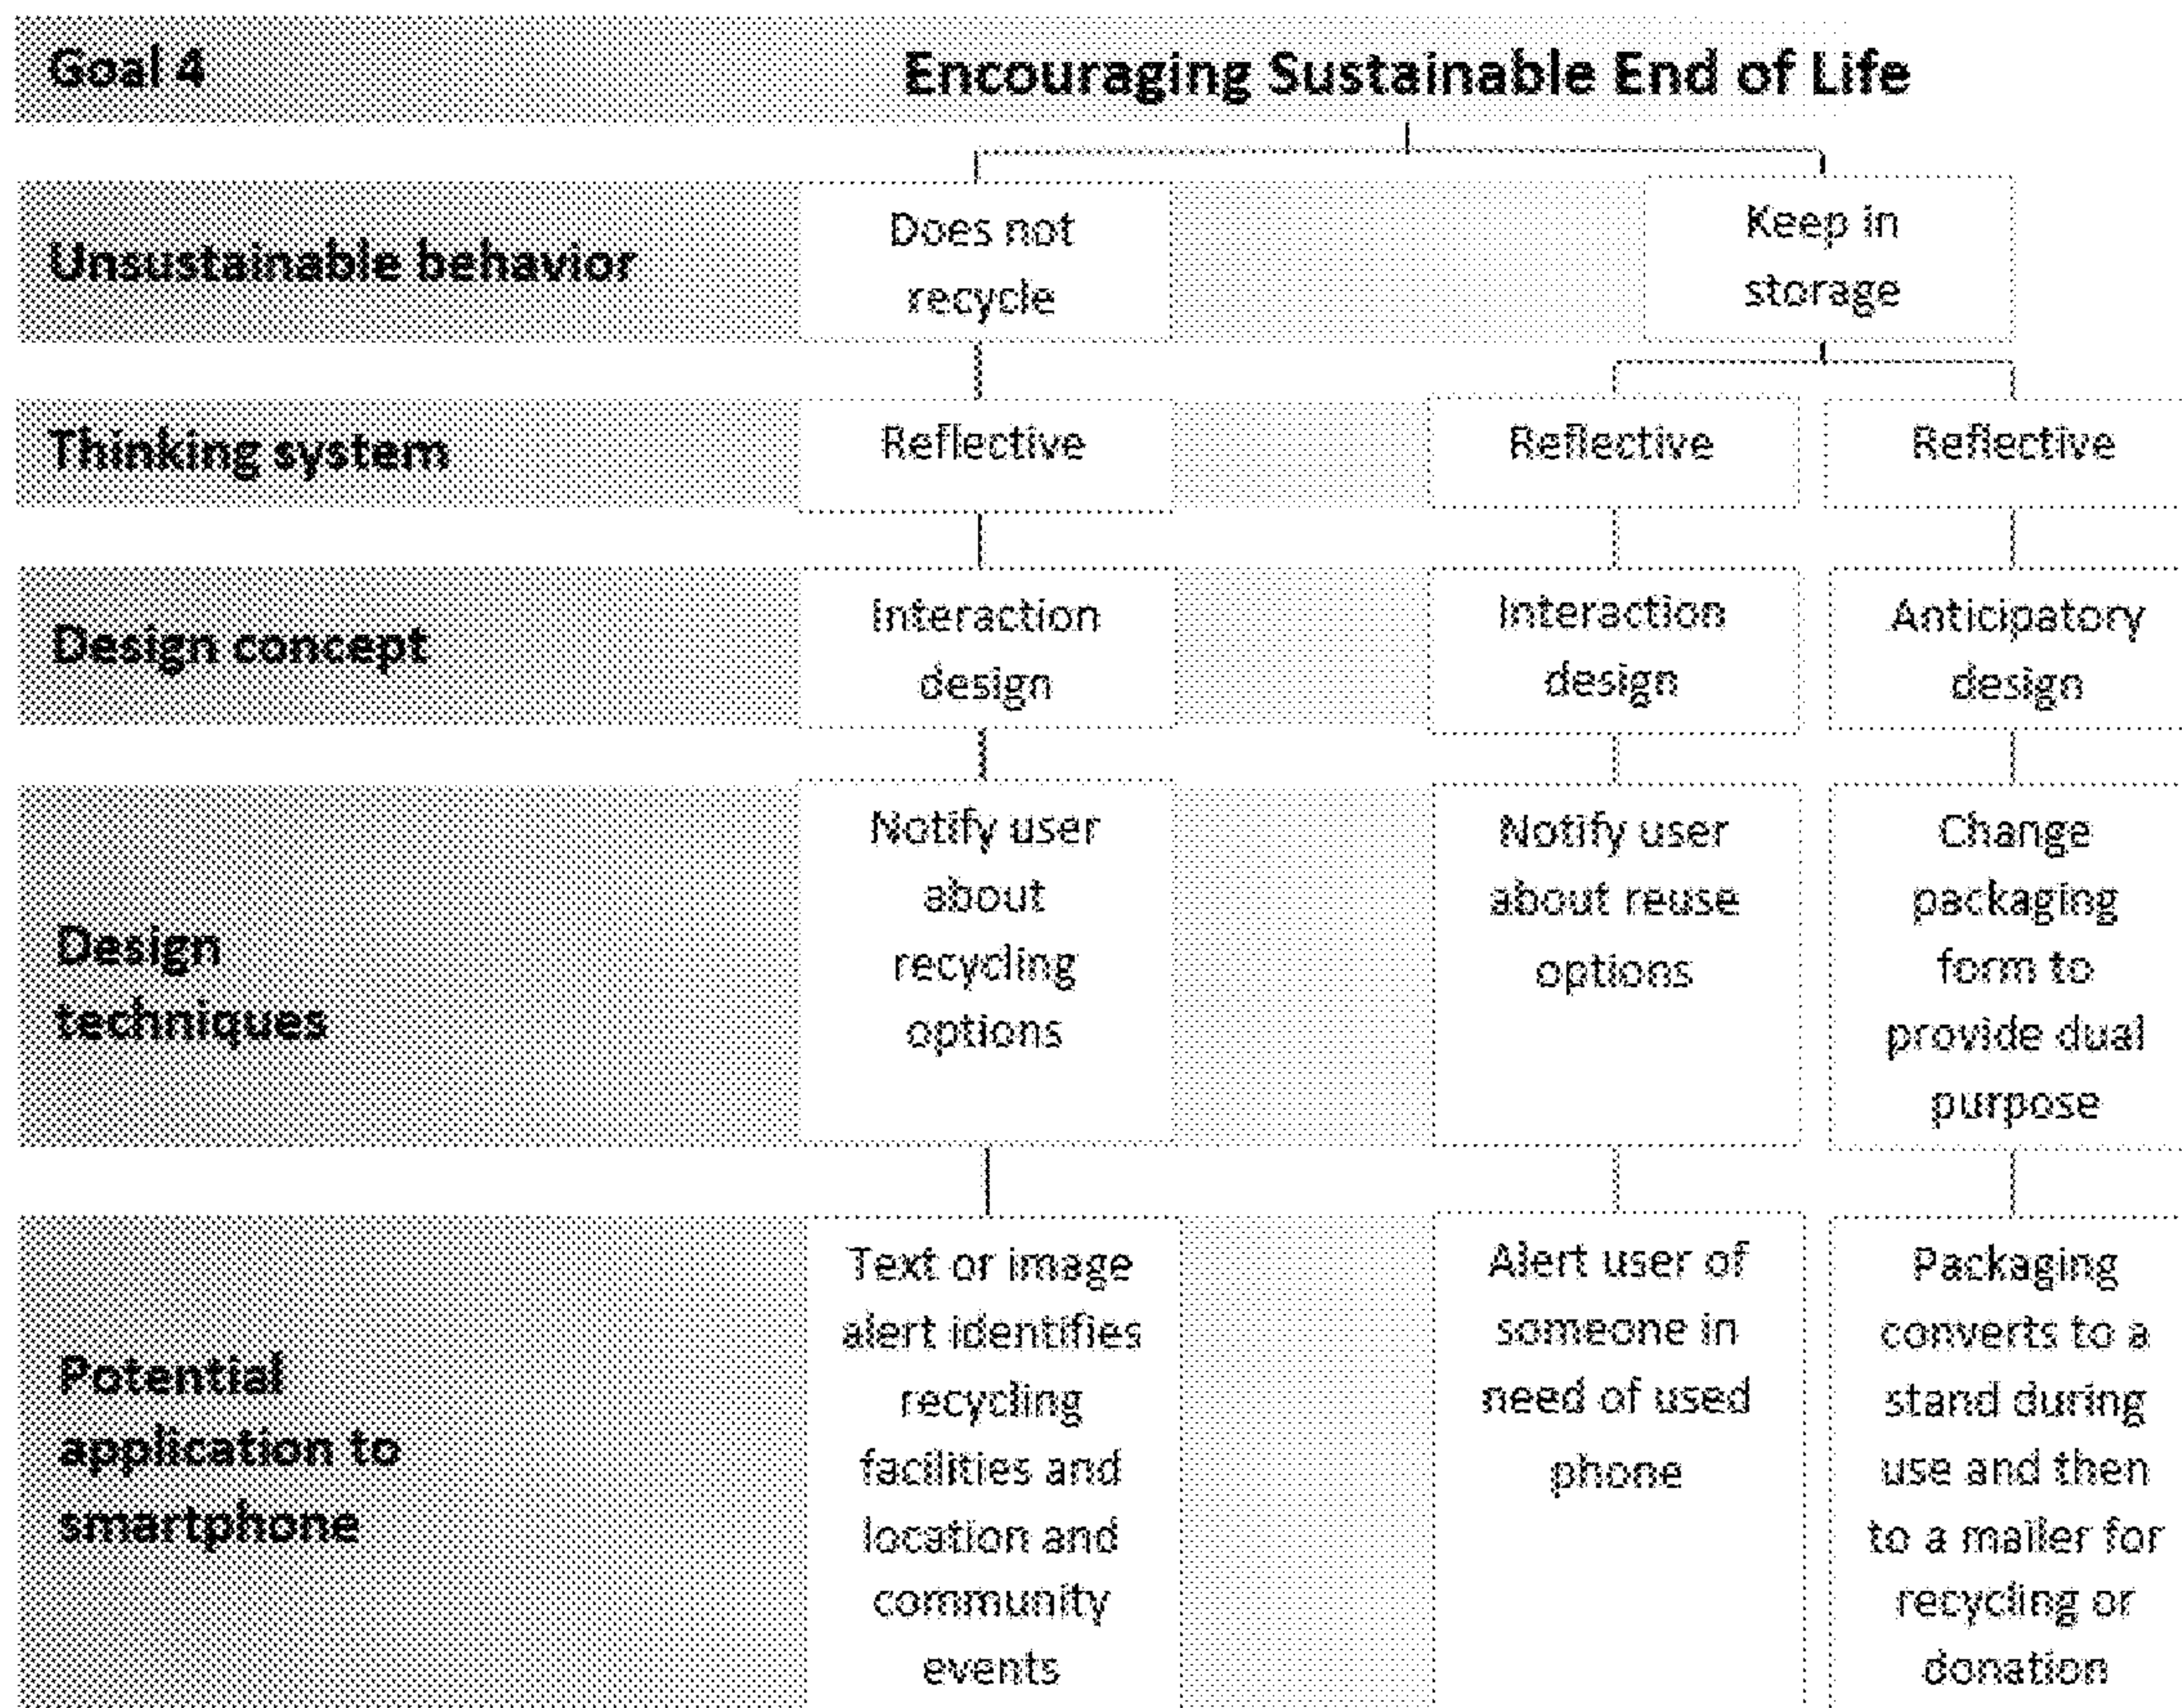 Goal 4
Encouraging Sustainable End of Life
Unsustainable behavior
Does not
recycle
Keep in
storage
Thinking system
Reflective
Reflective
Reflective
Design concept
Interaction
design
Interaction
design
Anticipatory
design
Design
techniques
Notify user
about
recycling
options
Notify user
about reuse
options
Change
packaging
form to
provide dual
purpose
Potential
application to
smartphone
Text or image
alert identifies
recycling
facilities and
location and
community
events
Alert user of
someone in
need of used
phone
Packaging
converts to a
stand during
use and then
to a mailer for
recycling or
donation